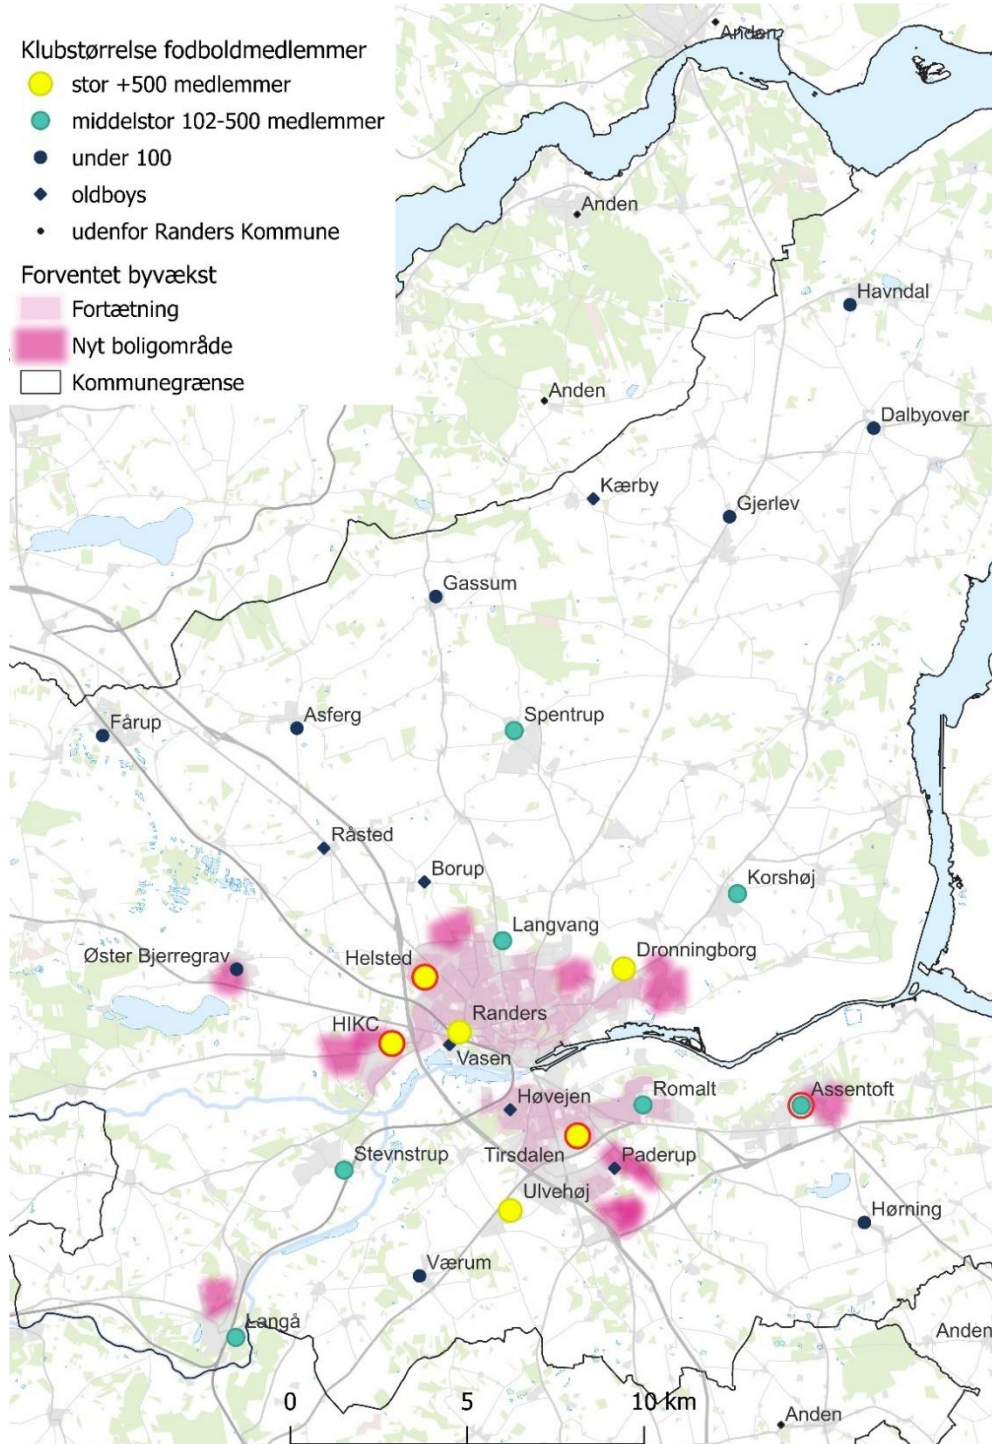 Klubstørrelse fodboldmedlemmer
stor +500 medlemmer
middelstor 102-500 medlemmer
under 100
oldboys
udenfor Randers Kommune
Forventet byvækst
Fortætning
Nyt boligområde
Kommunegrænse
Anden
Anden
Havndal
Anden
Dalbyover
Kærby
Gjerlev
Gassum
Fårup
Asferg
Spentrup
Råsted
Borup
Korshøj
Langvang
Øster Bjerregrav
Helsted
Dronningborg
HIKC
Randers
Vasen
Høvejen
Romalt
Assentoft
Stevnstrup
Tirsdalen
Paderup
Ulvehøj
Hørning
Værum
Langå
Anden
0 5 10 km
Anden